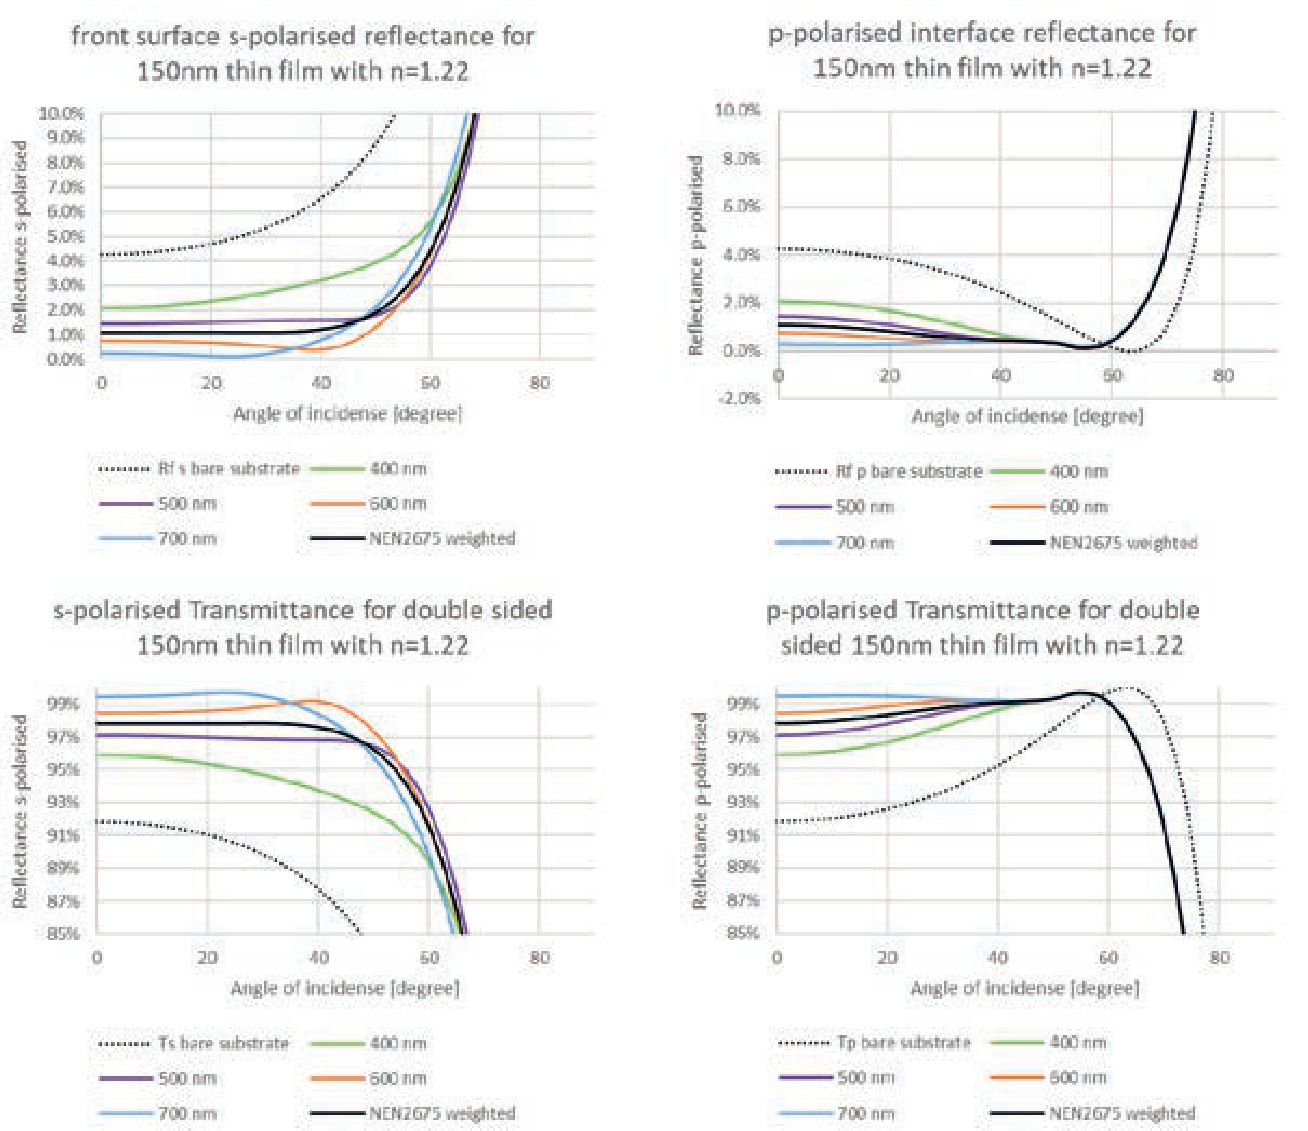 front surface s-polarised reflectance for
150nm thin film with n=1.22
10.0%
9.0%
8.0%
7.0%
6.0%
5.0%
4.0%
3.0%
2.0%
1.0%
0.0%
Reflectance s-polarised
0 20 40 60 80
Angle of incidense [degree]
Rf s bare substrate 400 nm
500 nm 600 nm
700 nm NEN2675 weighted
p-polarised interface reflectance for
150nm thin film with n=1.22
10.0%
8.0%
6.0%
4.0%
2.0%
0.0%
-2.0%
Reflectance p-polarised
0 20 40 60 80
Angle of incidense [degree]
Rf p bare substrate 400 nm
500 nm 600 nm
700 nm NEN2675 weighted
s-polarised Transmittance for double sided
150nm thin film with n=1.22
99%
97%
95%
93%
91%
89%
87%
85%
Reflectance s-polarised
0 20 40 60 80
Angle of incidense [degree]
Ts bare substrate 400 nm
500 nm 600 nm
700 nm NEN2675 weighted
p-polarised Transmittance for double
sided 150nm thin film with n=1.22
99%
97%
95%
93%
91%
89%
87%
85%
Reflectance p-polarised
0 20 40 60 80
Angle of incidense [degree]
Tp bare substrate 400 nm
500 nm 600 nm
700 nm NEN2675 weighted